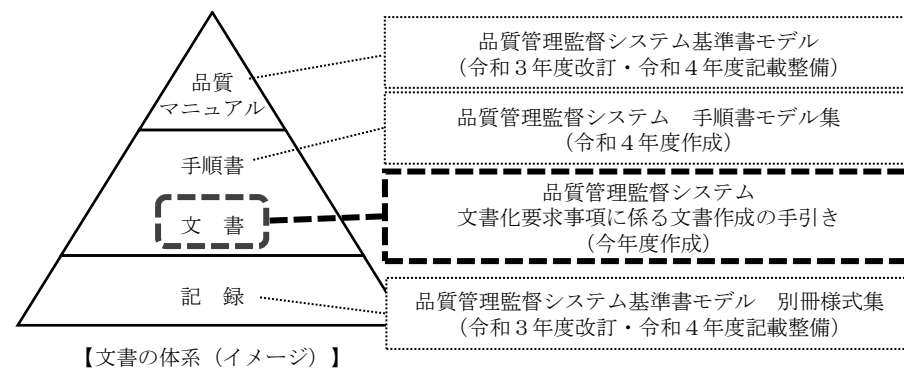 品質
マニュアル
手順書
文　書
記　録
【文書の体系（イメージ）】
品質管理監督システム基準書モデル
（令和３年度改訂・令和４年度記載整備）
品質管理監督システム　手順書モデル集
（令和４年度作成）
品質管理監督システム
文書化要求事項に係る文書作成の手引き
（今年度作成）
品質管理監督システム基準書モデル　別冊様式集
（令和３年度改訂・令和４年度記載整備）